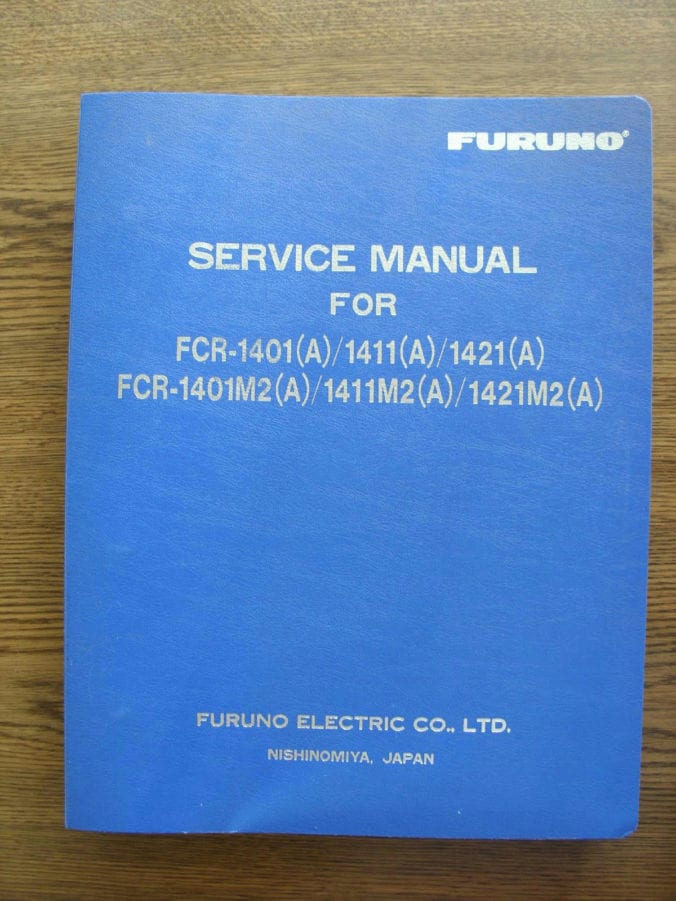 FURUNO®
SERVICE MANUAL
FOR
FCR-1401(A)/1411(A)/1421(A)
FCR-1401M2(A)/1411M2(A)/1421M2(A)
FURUNO ELECTRIC CO., LTD.
NISHINOMIYA, JAPAN